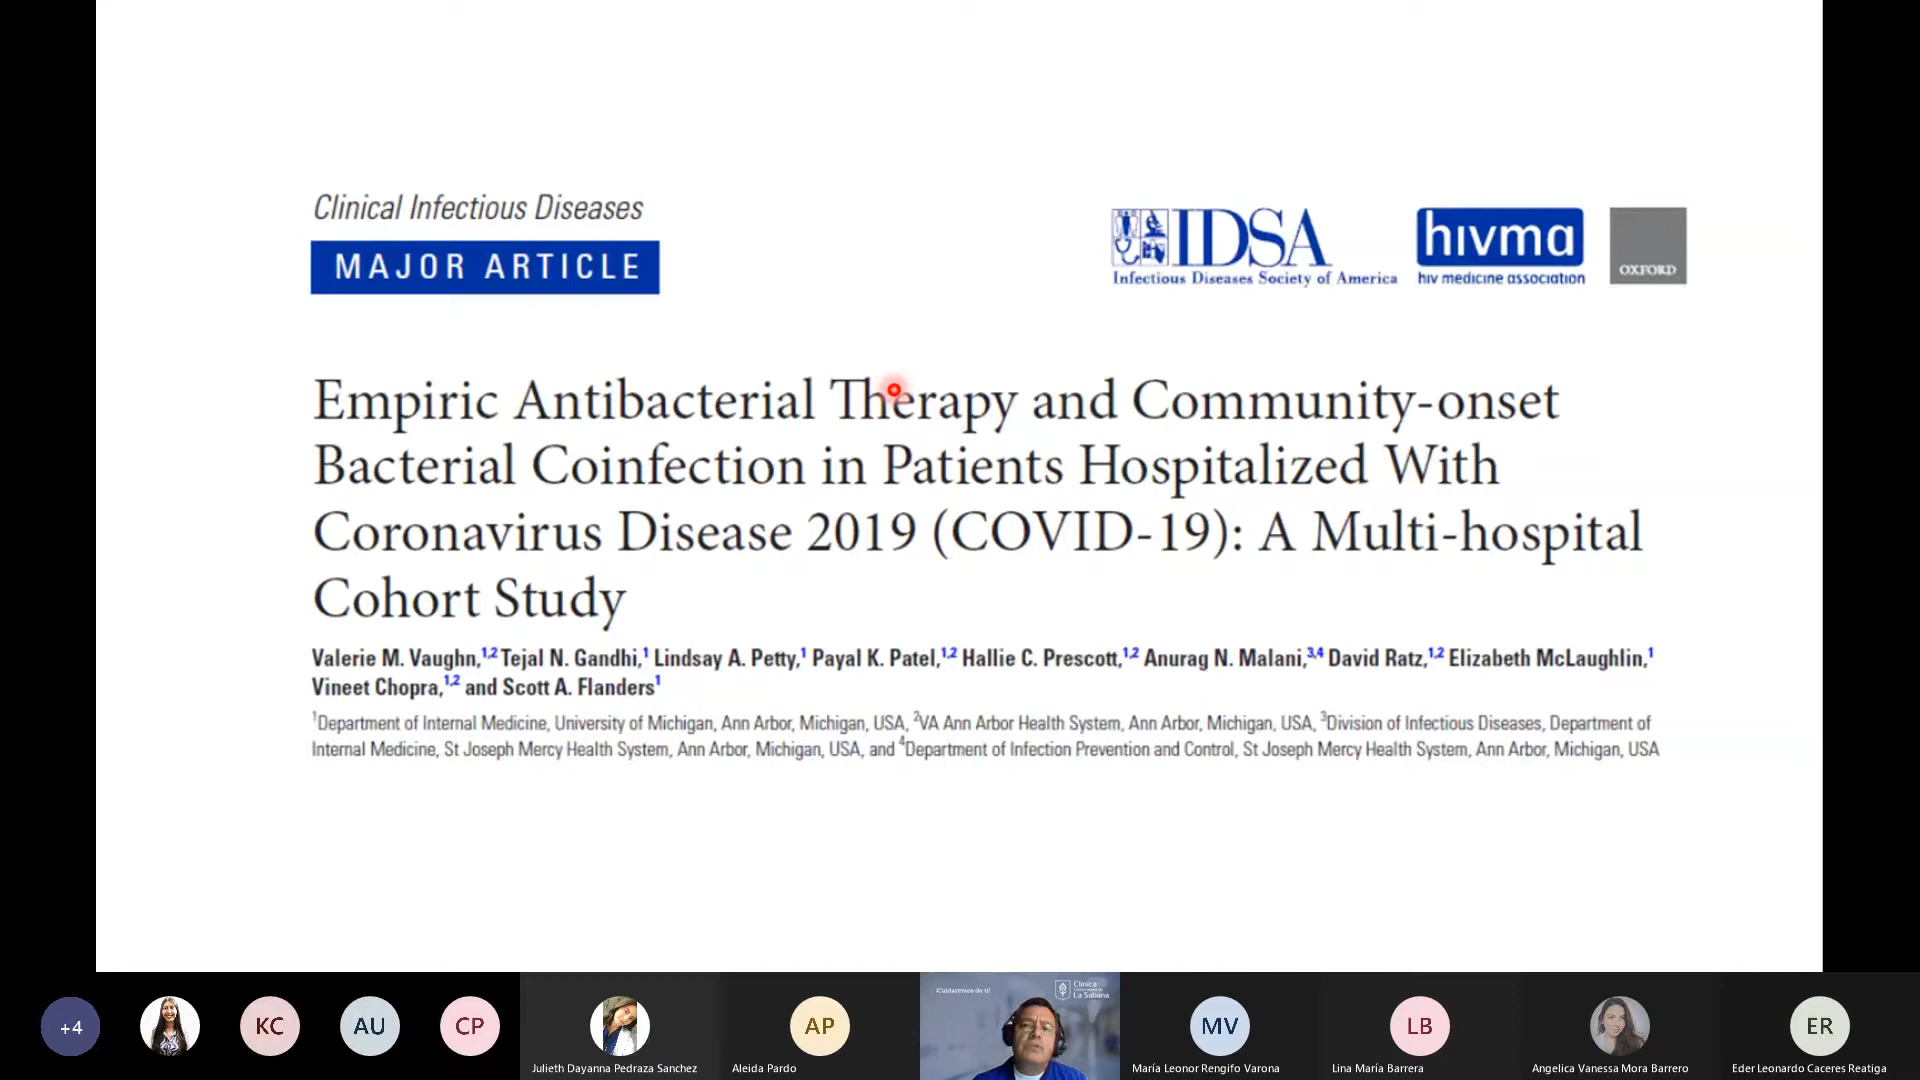 Clinical Infectious Diseases
MAJOR ARTICLE
IDSA
Infectious Diseases Society of America
hivma
hiv medicine association
OXFORD
Empiric Antibacterial Therapy and Community-onset
Bacterial Coinfection in Patients Hospitalized With
Coronavirus Disease 2019 (COVID-19): A Multi-hospital
Cohort Study
Valerie M. Vaughn,1,2 Tejal N. Gandhi,1 Lindsay A. Petty,1 Payal K. Patel,1,2 Hallie C. Prescott,1,2 Anurag N. Malani,3,4 David Ratz,1,2 Elizabeth McLaughlin,1
Vineet Chopra,1,2 and Scott A. Flanders1
1Department of Internal Medicine, University of Michigan, Ann Arbor, Michigan, USA, 2VA Ann Arbor Health System, Ann Arbor, Michigan, USA, 3Division of Infectious Diseases, Department of
Internal Medicine, St Joseph Mercy Health System, Ann Arbor, Michigan, USA, and 4Department of Infection Prevention and Control, St Joseph Mercy Health System, Ann Arbor, Michigan, USA
+4
KC
AU
CP
Julieth Dayanna Pedraza Sanchez
AP
Aleida Pardo
¡Cuidaremos de ti!
Clínica
La Sabana
MV
María Leonor Rengifo Varona
LB
Lina María Barrera
Angelica Vanessa Mora Barrero
ER
Eder Leonardo Caceres Reatiga